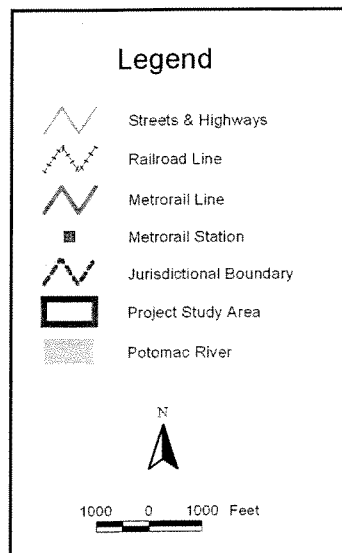 Legend
Streets & Highways
Railroad Line
Metrorail Line
Metrorail Station
Jurisdictional Boundary
Project Study Area
Potomac River
N
1000 0 1000 Feet